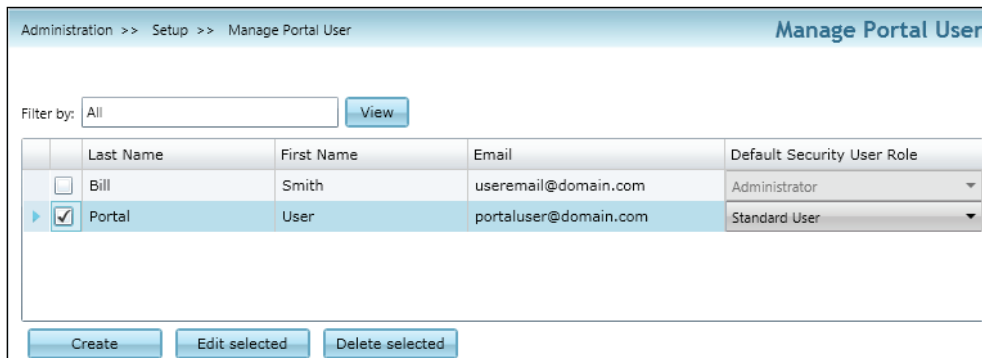 Administration >> Setup >> Manage Portal User Manage Portal User
Filter by: All View
Last Name First Name Email Default Security User Role
Bill Smith useremail@domain.com Administrator
Portal User portaluser@domain.com Standard User
Create Edit selected Delete selected